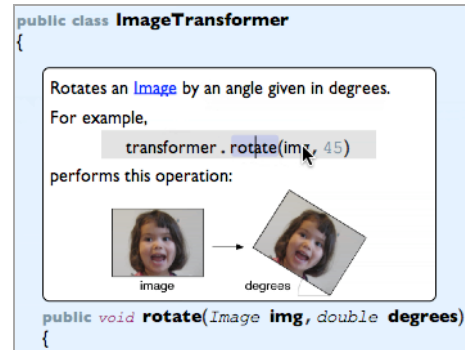 public class ImageTransformer
{
Rotates an Image by an angle given in degrees.
For example,
transformer . rotate(img, 45)
performs this operation:
image degrees
public void rotate(Image img, double degrees)
{